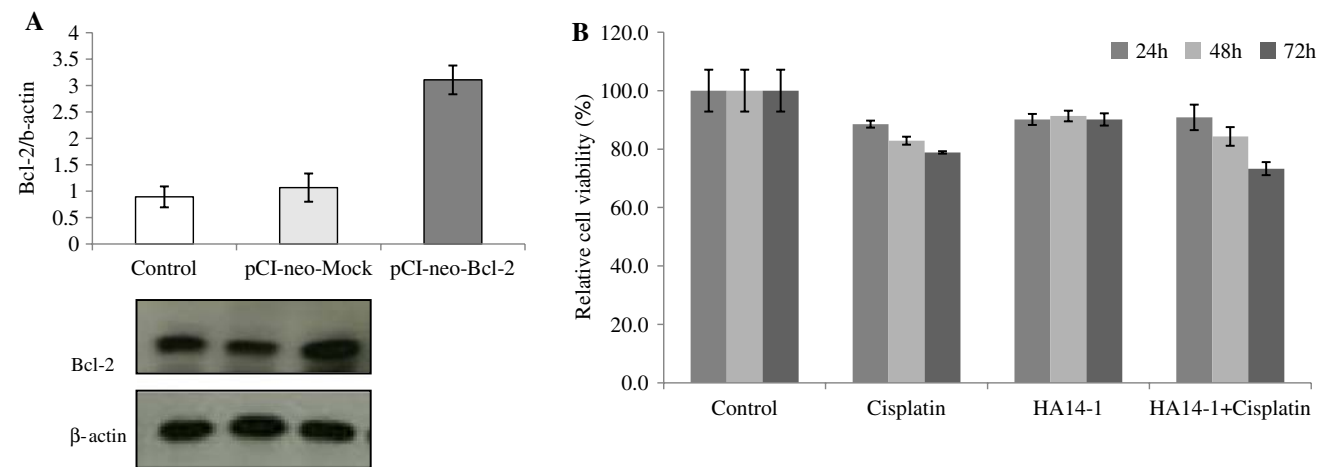 A
Bcl-2/b-actin
4
3.5
3
2.5
2
1.5
1
0.5
0
Control pCI-neo-Mock pCI-neo-Bcl-2
Bcl-2
β-actin
B
Relative cell viability (%)
120.0
100.0
80.0
60.0
40.0
20.0
0.0
24h 48h 72h
Control Cisplatin HA14-1 HA14-1+Cisplatin